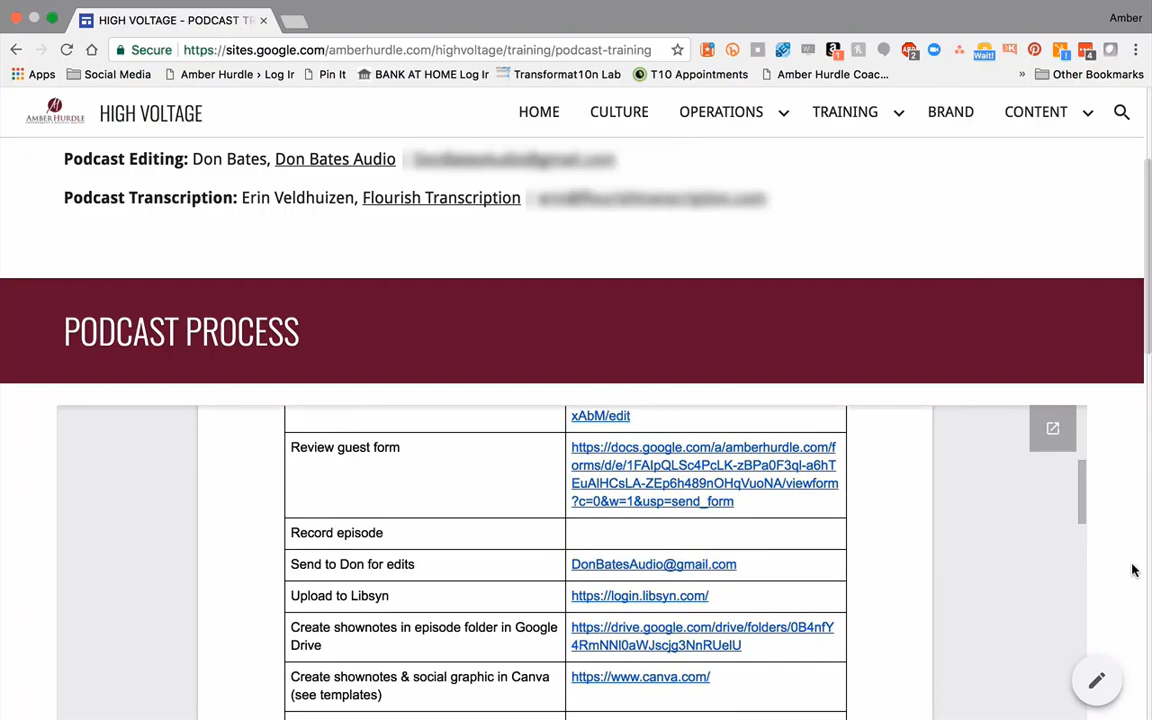 HIGH VOLTAGE - PODCAST TR
Amber
Secure https://sites.google.com/amberhurdle.com/highvoltage/training/podcast-training
Apps Social Media Amber Hurdle › Log Ir Pin It BANK AT HOME Log Ir Transformat10n Lab T10 Appointments Amber Hurdle Coac... » Other Bookmarks
AMBER HURDLE HIGH VOLTAGE HOME CULTURE OPERATIONS TRAINING BRAND CONTENT
Podcast Editing: Don Bates, Don Bates Audio
Podcast Transcription: Erin Veldhuizen, Flourish Transcription
PODCAST PROCESS
xAbM/edit
Review guest form https://docs.google.com/a/amberhurdle.com/f
orms/d/e/1FAIpQLSc4PcLK-zBPa0F3ql-a6hT
EuAlHCsLA-ZEp6h489nOHqVuoNA/viewform
?c=0&w=1&usp=send_form
Record episode
Send to Don for edits DonBatesAudio@gmail.com
Upload to Libsyn https://login.libsyn.com/
Create shownotes in episode folder in Google https://drive.google.com/drive/folders/0B4nfY
Drive 4RmNNl0aWJscjg3NnRUelU
Create shownotes & social graphic in Canva https://www.canva.com/
(see templates)